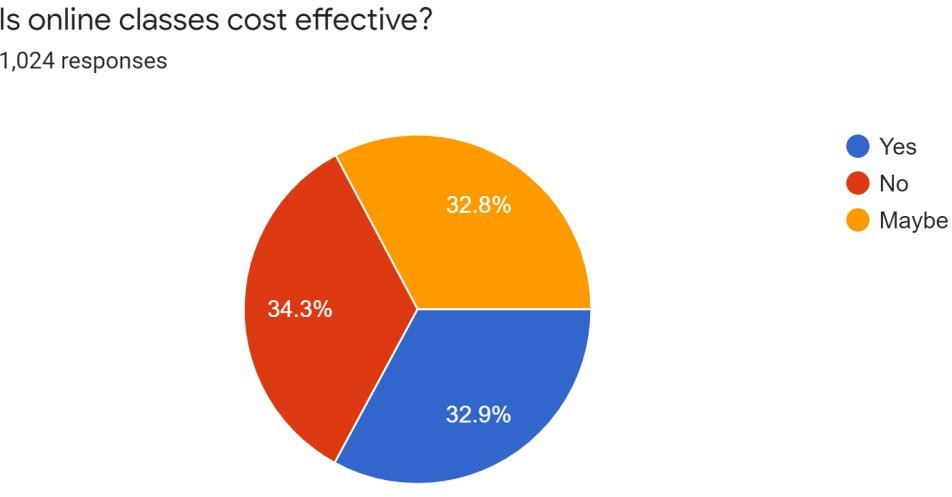 Is online classes cost effective?
1,024 responses
Yes
No
Maybe
32.8%
34.3%
32.9%